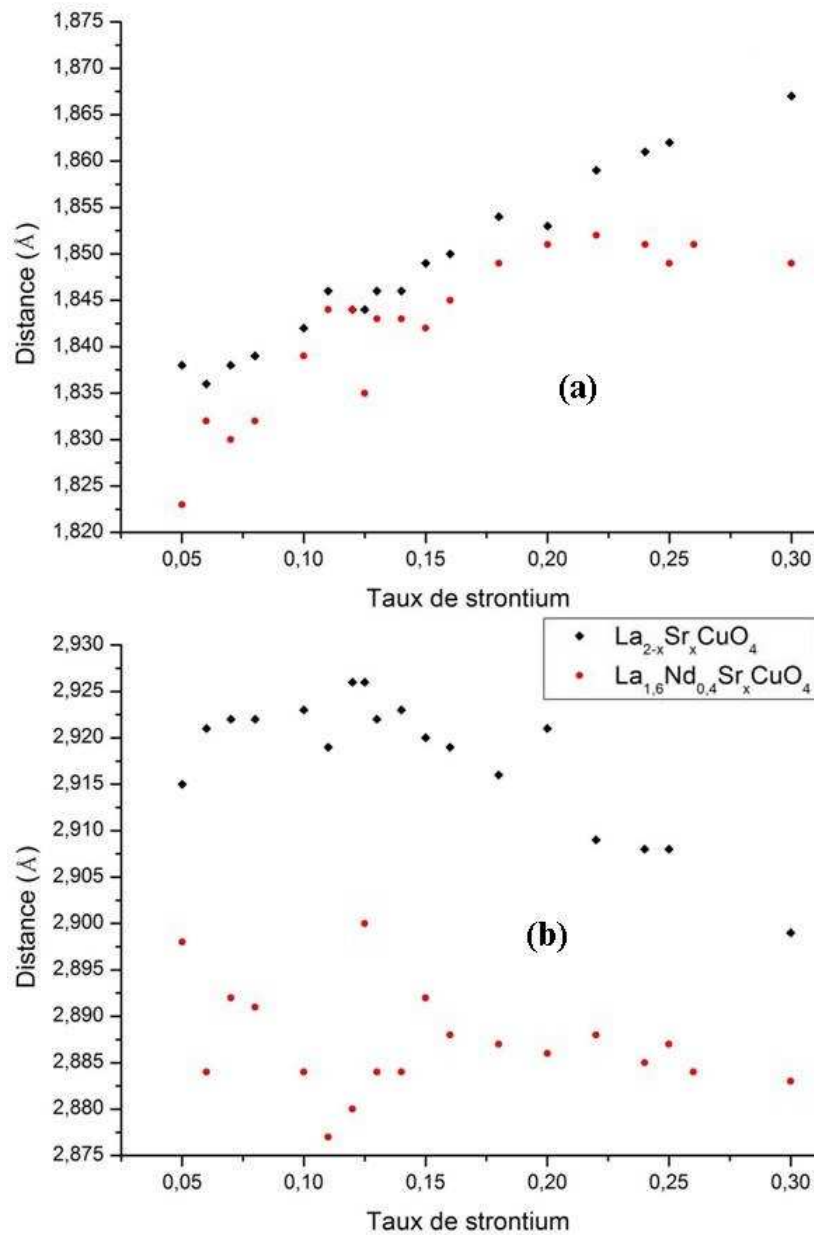 1,875
1,870
1,865
1,860
1,855
1,850
1,845
1,840
1,835
1,830
1,825
1,820
Distance (Å)
(a)
0,05 0,10 0,15 0,20 0,25 0,30
Taux de strontium
La2-xSrxCuO4
La1,6Nd0,4SrxCuO4
2,930
2,925
2,920
2,915
2,910
2,905
2,900
2,895
2,890
2,885
2,880
2,875
Distance (Å)
(b)
0,05 0,10 0,15 0,20 0,25 0,30
Taux de strontium